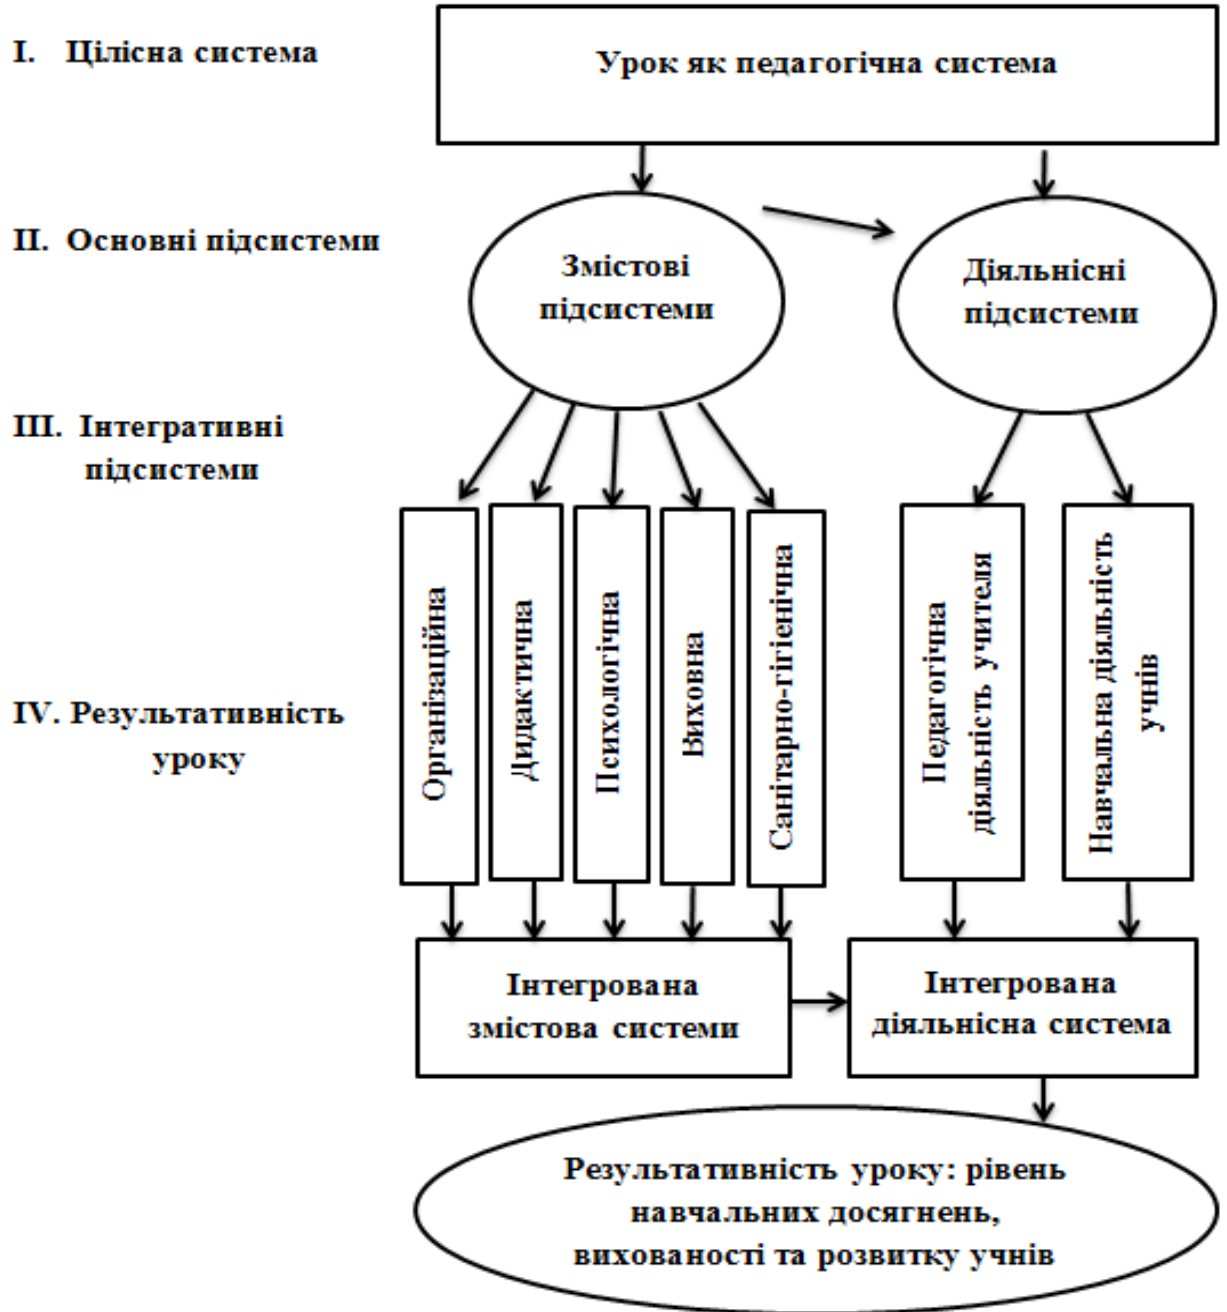 I. Цілісна система
Урок як педагогічна система
II. Основні підсистеми
Змістові
підсистеми
Діяльнісні
підсистеми
III. Інтегративні
підсистеми
Організаційна
Дидактична
Психологічна
Виховна
Санітарно-гігієнічна
Педагогічна
діяльність учителя
Навчальна діяльність
учнів
IV. Результативність
уроку
Інтегрована
змістова системи
Інтегрована
діяльнісна система
Результативність уроку: рівень
навчальних досягнень,
вихованості та розвитку учнів